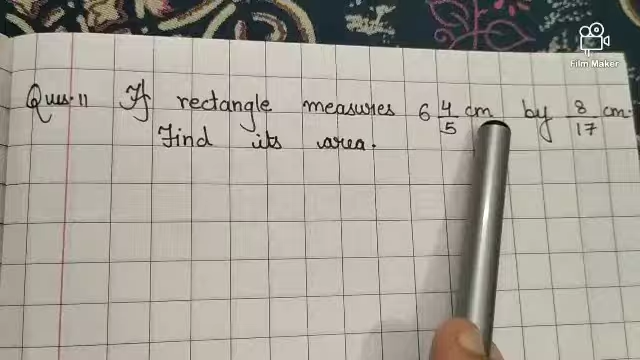 Film Maker
Ques. 11 If rectangle measures 6 4/5 cm by 8/17 cm.
Find its area.